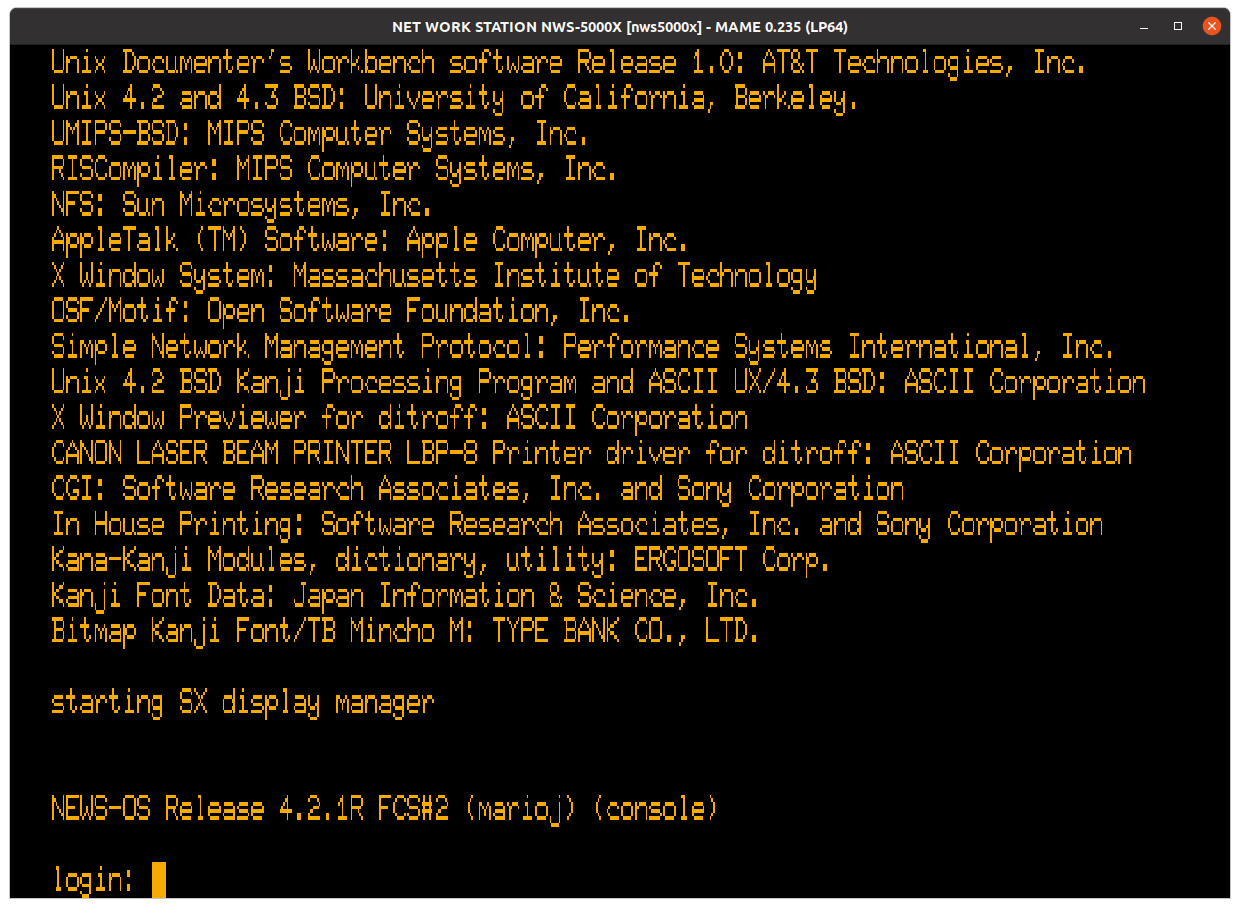 NET WORK STATION NWS-5000X [nws5000x] - MAME 0.235 (LP64)
Unix Documenter's Workbench software Release 1.0: AT&T Technologies, Inc.
Unix 4.2 and 4.3 BSD: University of California, Berkeley.
UMIPS-BSD: MIPS Computer Systems, Inc.
RISCompiler: MIPS Computer Systems, Inc.
NFS: Sun Microsystems, Inc.
AppleTalk (TM) Software: Apple Computer, Inc.
X Window System: Massachusetts Institute of Technology
OSF/Motif: Open Software Foundation, Inc.
Simple Network Management Protocol: Performance Systems International, Inc.
Unix 4.2 BSD Kanji Processing Program and ASCII UX/4.3 BSD: ASCII Corporation
X Window Previewer for ditroff: ASCII Corporation
CANON LASER BEAM PRINTER LBP-8 Printer driver for ditroff: ASCII Corporation
CGI: Software Research Associates, Inc. and Sony Corporation
In House Printing: Software Research Associates, Inc. and Sony Corporation
Kana-Kanji Modules, dictionary, utility: ERGOSOFT Corp.
Kanji Font Data: Japan Information & Science, Inc.
Bitmap Kanji Font/TB Mincho M: TYPE BANK CO., LTD.
starting SX display manager
NEWS-OS Release 4.2.1R FCS#2 (marioj) (console)
login: